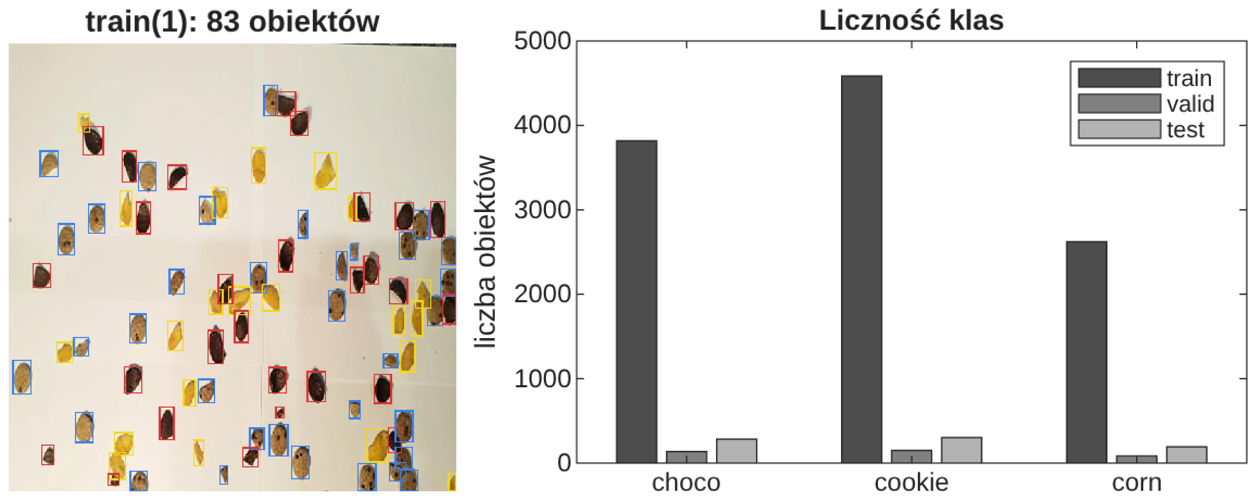 train(1): 83 obiektów
Liczność klas
5000
4000
3000
2000
1000
0
liczba obiektów
choco
cookie
corn
train
valid
test